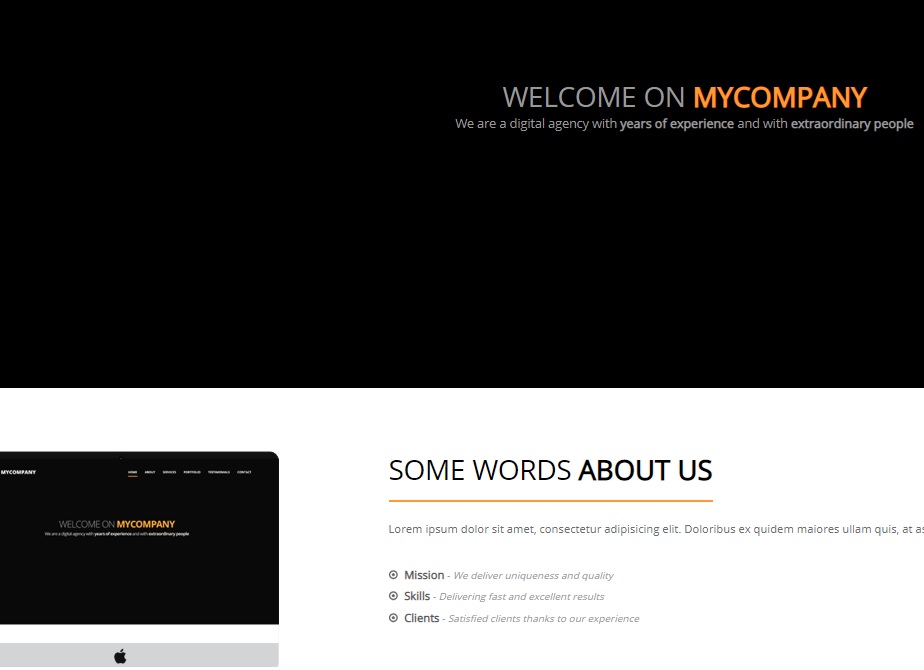 WELCOME ON MYCOMPANY
We are a digital agency with years of experience and with extraordinary people
MYCOMPANY
HOME ABOUT SERVICES PORTFOLIO TESTIMONIALS CONTACT
WELCOME ON MYCOMPANY
We are a digital agency with years of experience and with extraordinary people
SOME WORDS ABOUT US
Lorem ipsum dolor sit amet, consectetur adipisicing elit. Doloribus ex quidem maiores ullam quis, at
Mission - We deliver uniqueness and quality
Skills - Delivering fast and excellent results
Clients - Satisfied clients thanks to our experience